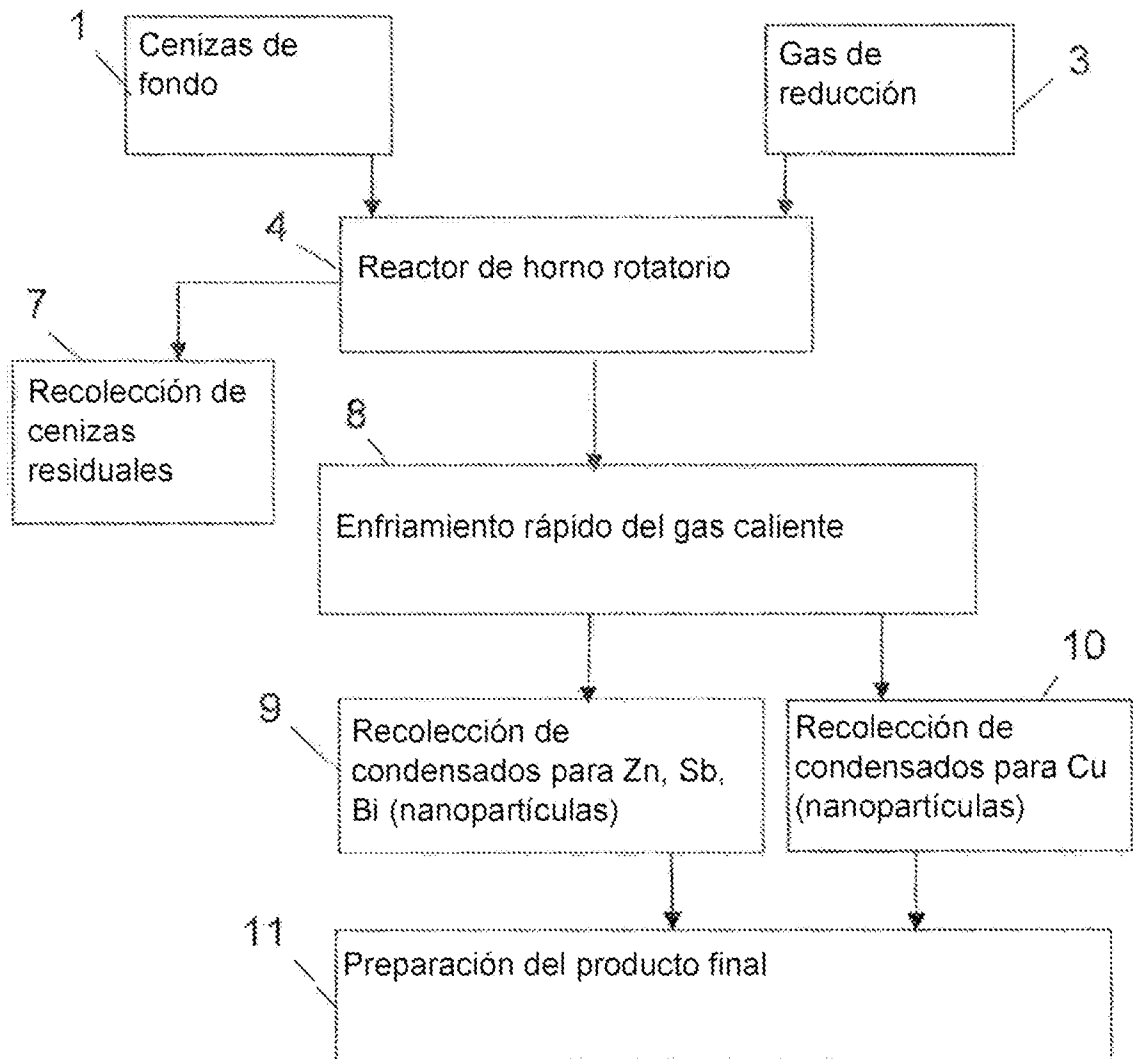 1
Cenizas de
fondo
Gas de
reducción
3
4
Reactor de horno rotatorio
7
Recolección de
cenizas
residuales
8
Enfriamiento rápido del gas caliente
9
Recolección de
condensados para Zn, Sb,
Bi (nanopartículas)
10
Recolección de
condensados para Cu
(nanopartículas)
11
Preparación del producto final